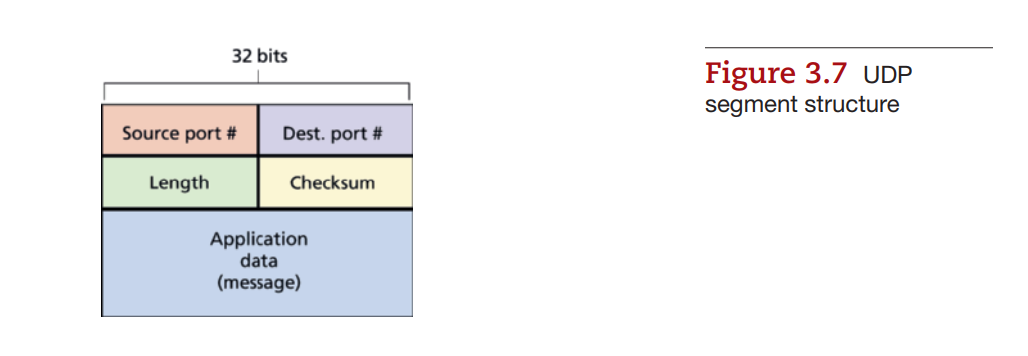 32 bits
Source port #
Dest. port #
Length
Checksum
Application
data
(message)
Figure 3.7 UDP
segment structure